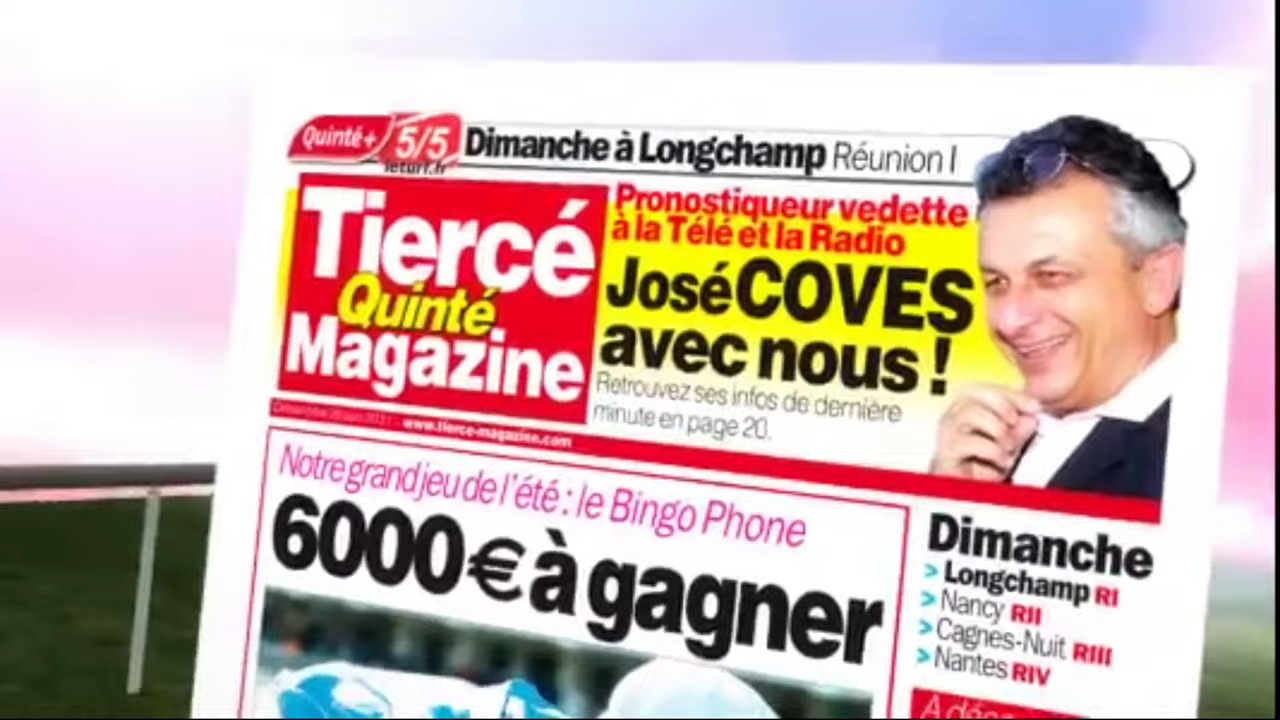 Quinté+ 5/5 Dimanche à Longchamp Réunion I
leturf.fr
Tiercé
Quinté
Magazine
Pronostiqueur vedette
à la Télé et la Radio
José COVES
avec nous !
Retrouvez ses infos de dernière
minute en page 20.
www.tierce-magazine.com
Notre grand jeu de l'été : le Bingo Phone
6000 € à gagner
Dimanche
> Longchamp RI
> Nancy RII
> Cagnes-Nuit RIII
> Nantes RIV